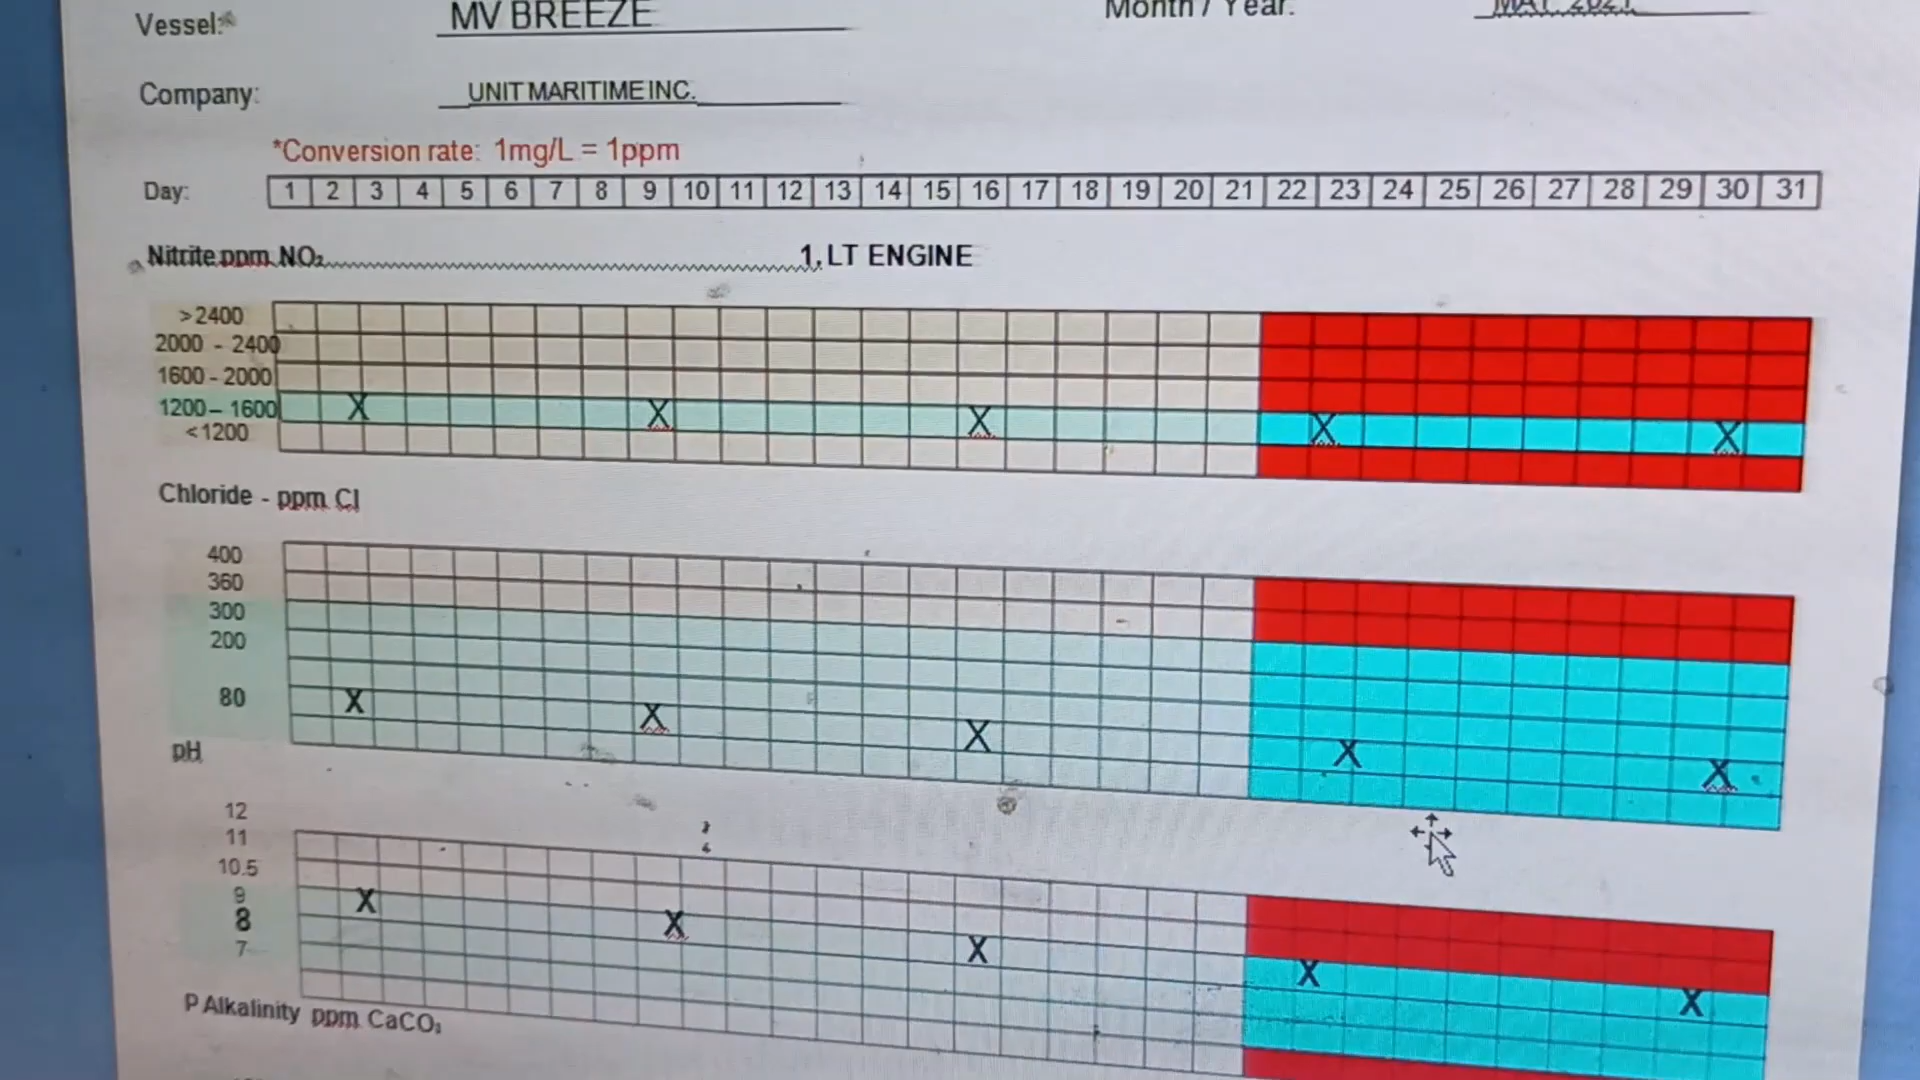 Vessel: MV BREEZE Month / Year: MAY 2021
Company: UNIT MARITIME INC.
*Conversion rate: 1mg/L = 1ppm
Day: 1 2 3 4 5 6 7 8 9 10 11 12 13 14 15 16 17 18 19 20 21 22 23 24 25 26 27 28 29 30 31
Nitrite ppm NO₂ 1. LT ENGINE
>2400
2000 - 2400
1600 - 2000
1200 – 1600 X X X X X
<1200
Chloride - ppm Cl
400
360
300
200
80 X X X X X
pH
12
11
10.5
9 X X X X X
8
7
P Alkalinity ppm CaCO₃